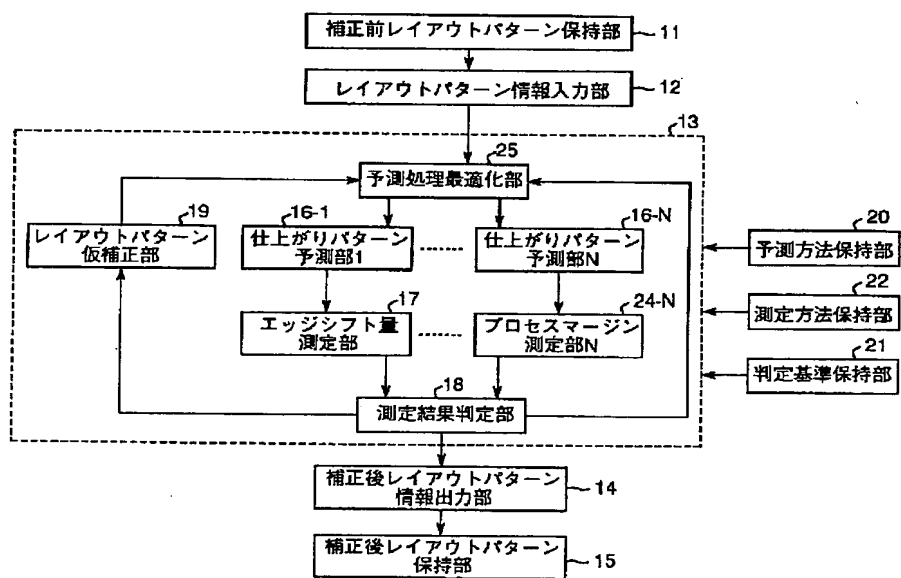 補正前レイアウトパターン保持部
11
レイアウトパターン情報入力部
12
13
25
予測処理最適化部
19
レイアウトパターン
仮補正部
16-1
仕上がりパターン
予測部1
16-N
仕上がりパターン
予測部N
20
予測方法保持部
17
エッジシフト量
測定部
24-N
プロセスマージン
測定部N
22
測定方法保持部
21
判定基準保持部
18
測定結果判定部
補正後レイアウトパターン
情報出力部
14
補正後レイアウトパターン
保持部
15